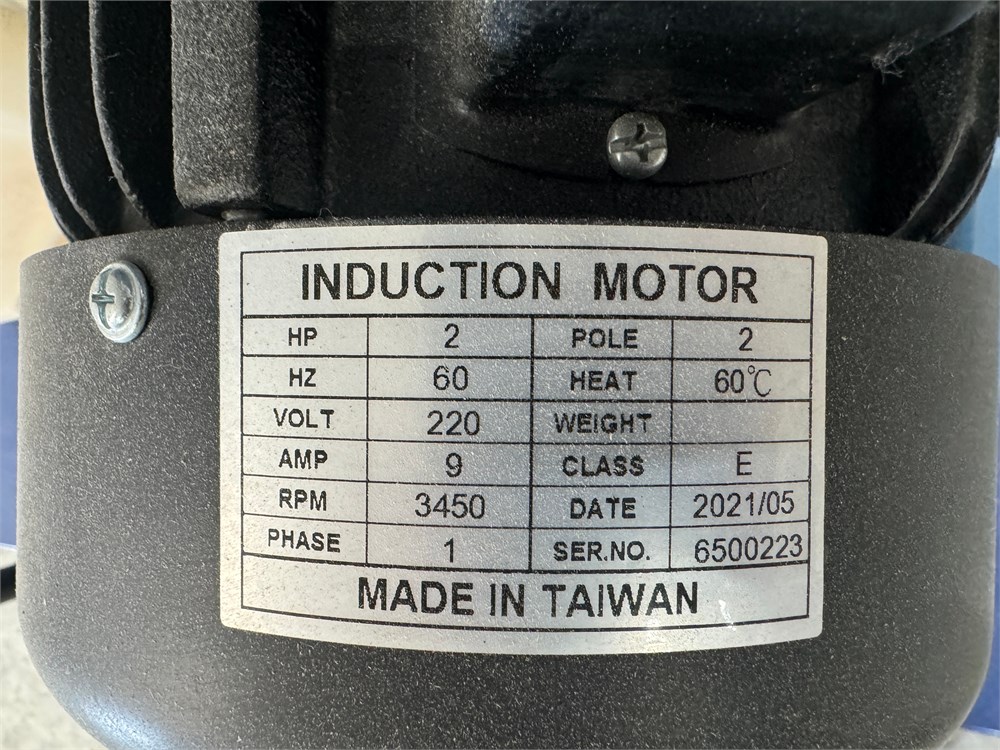 INDUCTION MOTOR
HP 2 POLE 2
HZ 60 HEAT 60℃
VOLT 220 WEIGHT
AMP 9 CLASS E
RPM 3450 DATE 2021/05
PHASE 1 SER.NO. 6500223
MADE IN TAIWAN